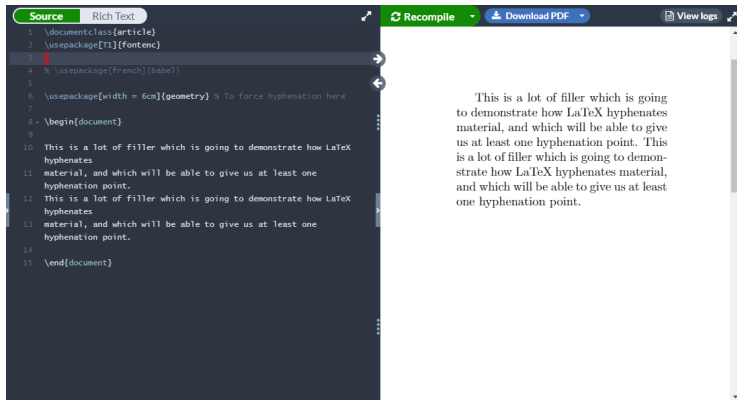 Source
Rich Text
Recompile
Download PDF
View logs
1 \documentclass{article}
2 \usepackage[T1]{fontenc}
3
4 % \usepackage[french]{babel}
5
6 \usepackage[width = 6cm]{geometry} % To force hyphenation here
7
8 \begin{document}
9
10 This is a lot of filler which is going to demonstrate how LaTeX
hyphenates
11 material, and which will be able to give us at least one
hyphenation point.
12 This is a lot of filler which is going to demonstrate how LaTeX
hyphenates
13 material, and which will be able to give us at least one
hyphenation point.
14
15 \end{document}
This is a lot of filler which is going
to demonstrate how LaTeX hyphenates
material, and which will be able to give
us at least one hyphenation point. This
is a lot of filler which is going to demon-
strate how LaTeX hyphenates material,
and which will be able to give us at least
one hyphenation point.